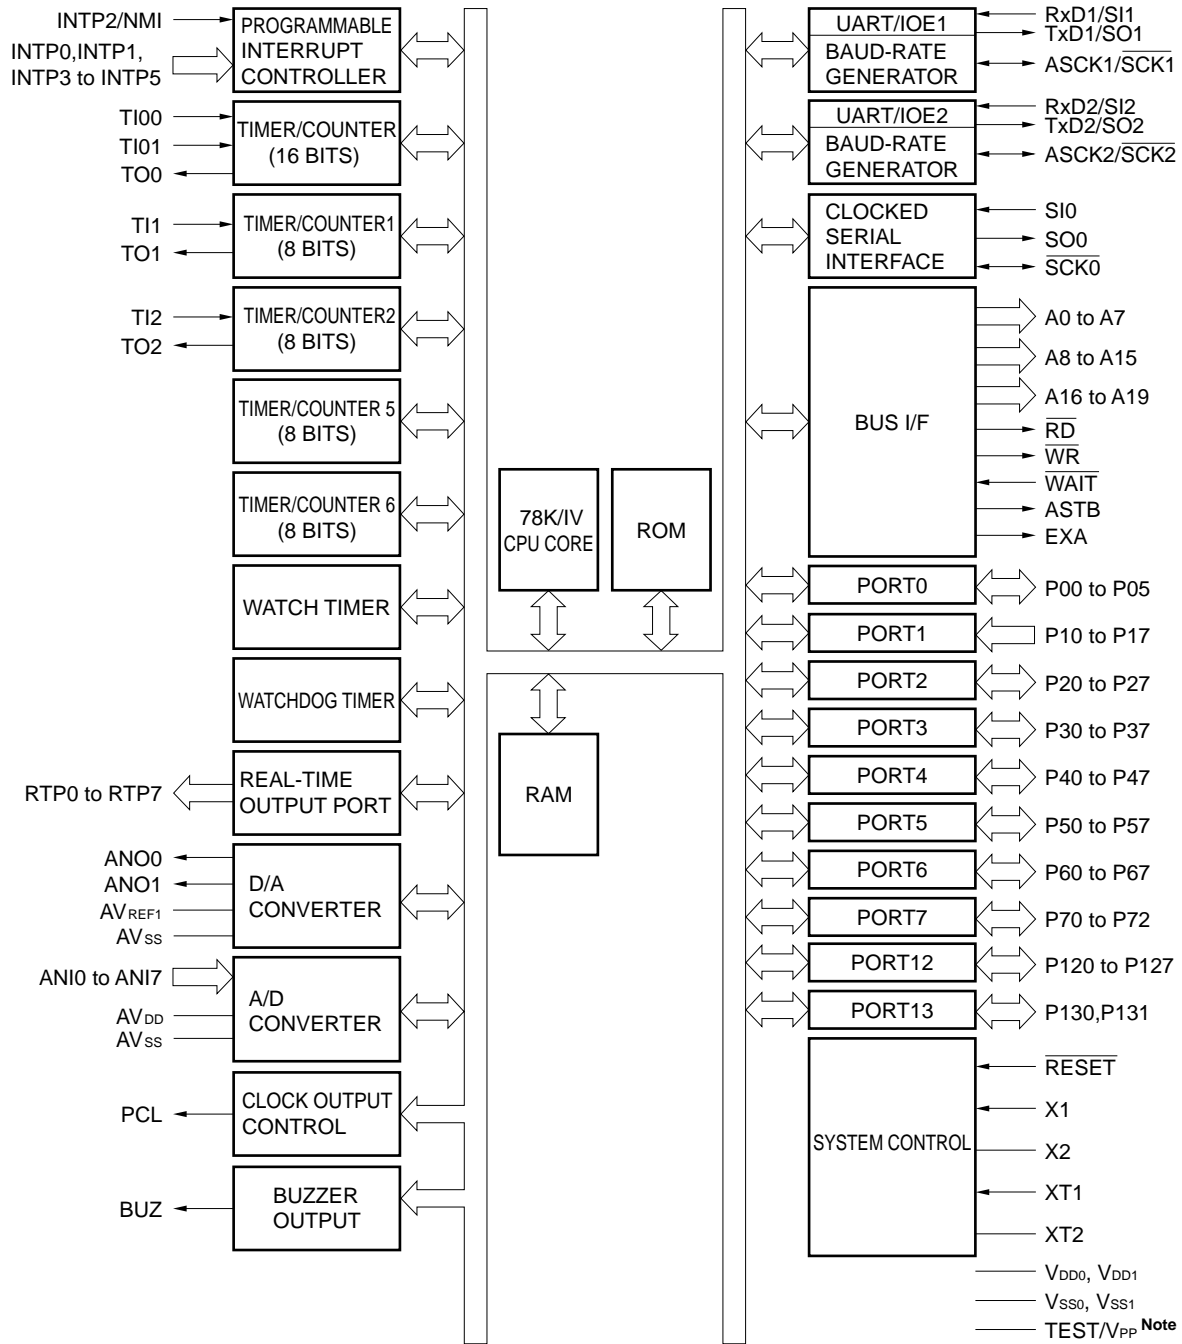 INTP2/NMI
INTP0,INTP1,
INTP3 to INTP5
PROGRAMMABLE
INTERRUPT
CONTROLLER
TI00
TI01
TO0
TIMER/COUNTER
(16 BITS)
TI1
TO1
TIMER/COUNTER1
(8 BITS)
TI2
TO2
TIMER/COUNTER2
(8 BITS)
TIMER/COUNTER 5
(8 BITS)
TIMER/COUNTER 6
(8 BITS)
WATCH TIMER
WATCHDOG TIMER
RTP0 to RTP7
REAL-TIME
OUTPUT PORT
ANO0
ANO1
AVREF1
AVSS
D/A
CONVERTER
ANI0 to ANI7
AVDD
AVSS
A/D
CONVERTER
PCL
CLOCK OUTPUT
CONTROL
BUZ
BUZZER
OUTPUT
78K/IV
CPU CORE
ROM
RAM
UART/IOE1
BAUD-RATE
GENERATOR
RxD1/SI1
TxD1/SO1
ASCK1/SCK1
UART/IOE2
BAUD-RATE
GENERATOR
RxD2/SI2
TxD2/SO2
ASCK2/SCK2
CLOCKED
SERIAL
INTERFACE
SI0
SO0
SCK0
BUS I/F
A0 to A7
A8 to A15
A16 to A19
RD
WR
WAIT
ASTB
EXA
PORT0
P00 to P05
PORT1
P10 to P17
PORT2
P20 to P27
PORT3
P30 to P37
PORT4
P40 to P47
PORT5
P50 to P57
PORT6
P60 to P67
PORT7
P70 to P72
PORT12
P120 to P127
PORT13
P130,P131
SYSTEM CONTROL
RESET
X1
X2
XT1
XT2
VDD0, VDD1
VSS0, VSS1
TEST/VPP Note